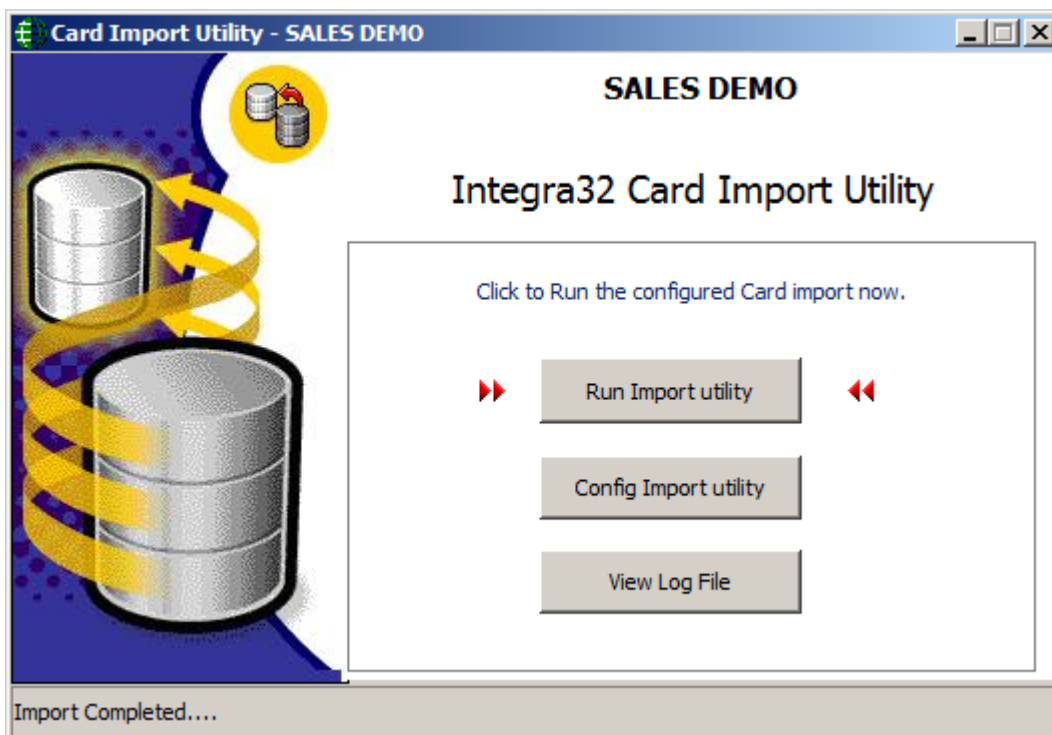 Card Import Utility - SALES DEMO
SALES DEMO
Integra32 Card Import Utility
Click to Run the configured Card import now.
Run Import utility
Config Import utility
View Log File
Import Completed....